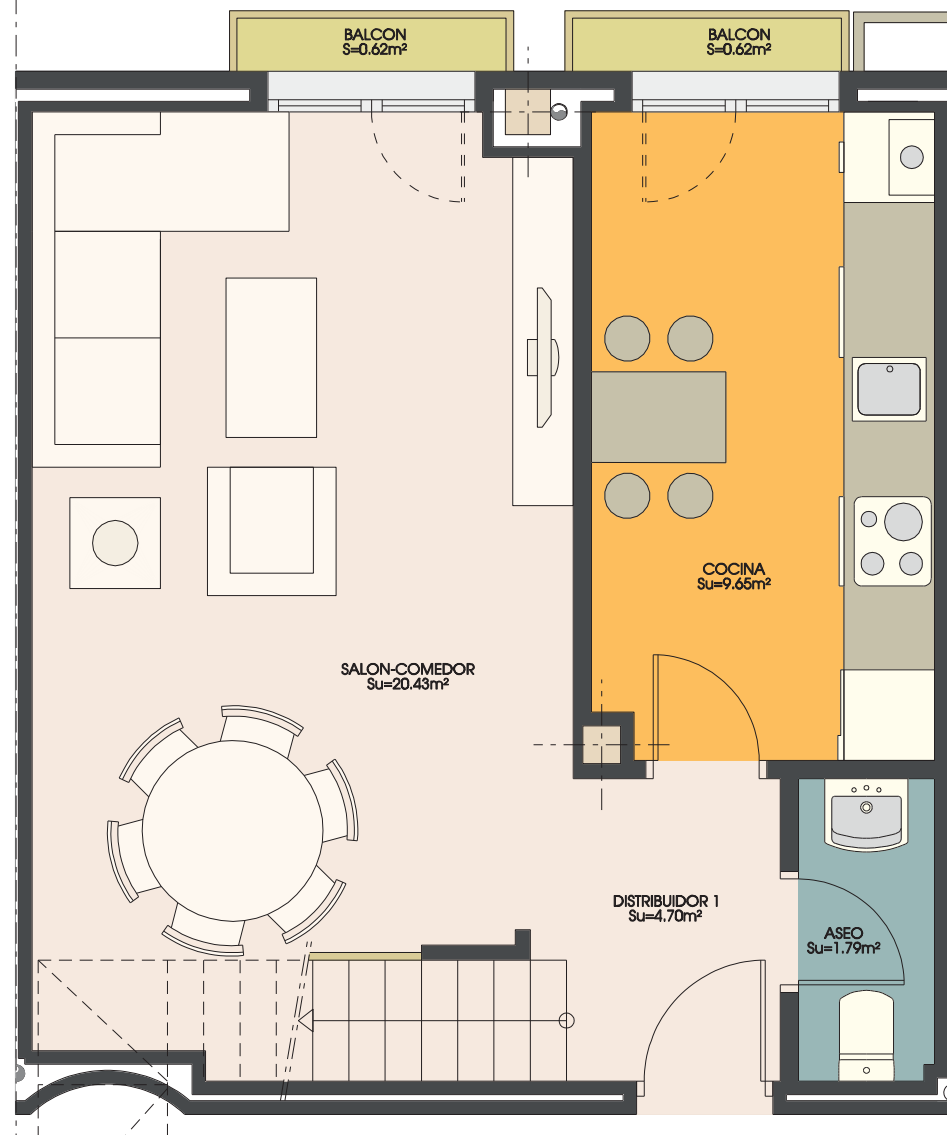 BALCON
S=0.62m²
BALCON
S=0.62m²
COCINA
Su=9.65m²
SALON-COMEDOR
Su=20.43m²
DISTRIBUIDOR 1
Su=4.70m²
ASEO
Su=1.79m²